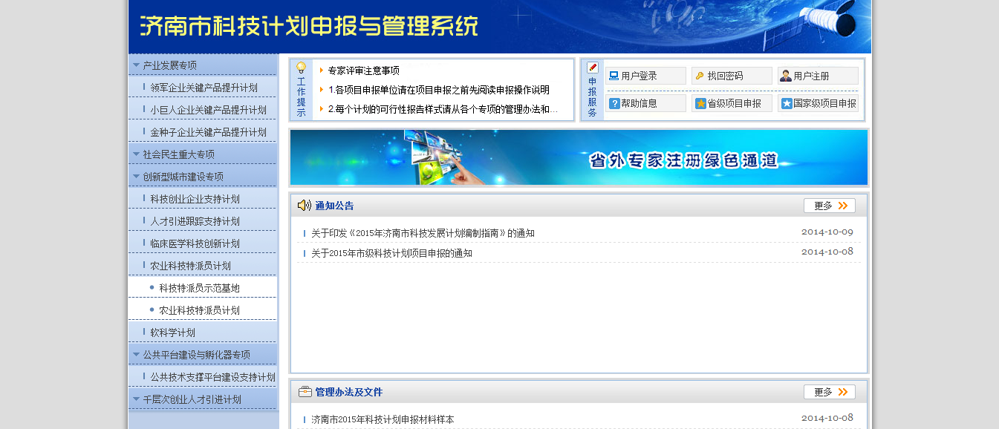 济南市科技计划申报与管理系统
产业发展专项
领军企业关键产品提升计划
小巨人企业关键产品提升计划
金种子企业关键产品提升计划
社会民生重大专项
创新型城市建设专项
科技创业企业支持计划
人才引进跟踪支持计划
临床医学科技创新计划
农业科技特派员计划
科技特派员示范基地
农业科技特派员计划
软科学计划
公共平台建设与孵化器专项
公共技术支撑平台建设支持计划
千层次创业人才引进计划
工作提示
专家评审注意事项
1.各项目申报单位请在项目申报之前先阅读申报操作说明
2.每个计划的可行性报告样式请从各个专项的管理办法和...
申报服务
用户登录 找回密码 用户注册
帮助信息 省级项目申报 国家级项目申报
省外专家注册绿色通道
通知公告 更多
关于印发《2015年济南市科技发展计划编制指南》的通知 2014-10-09
关于2015年市级科技计划项目申报的通知 2014-10-08
管理办法及文件 更多
济南市2015年科技计划申报材料样本 2014-10-08